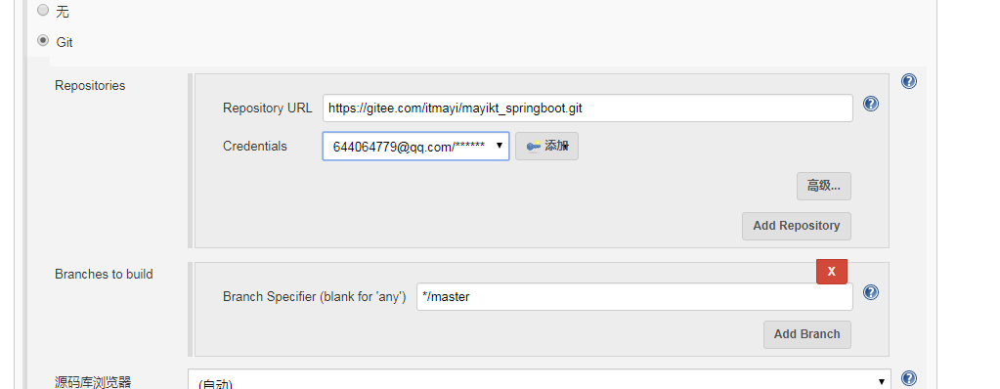 无
Git
Repositories
Repository URL https://gitee.com/itmayi/mayikt_springboot.git
Credentials 644064779@qq.com/****** 添加
高级...
Add Repository
Branches to build
X
Branch Specifier (blank for 'any') */master
Add Branch
源码库浏览器 (自动)